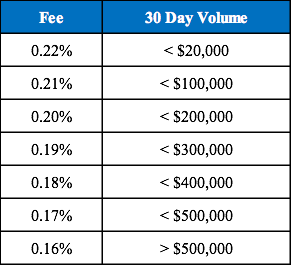 Fee 30 Day Volume
0.22% < $20,000
0.21% < $100,000
0.20% < $200,000
0.19% < $300,000
0.18% < $400,000
0.17% < $500,000
0.16% > $500,000